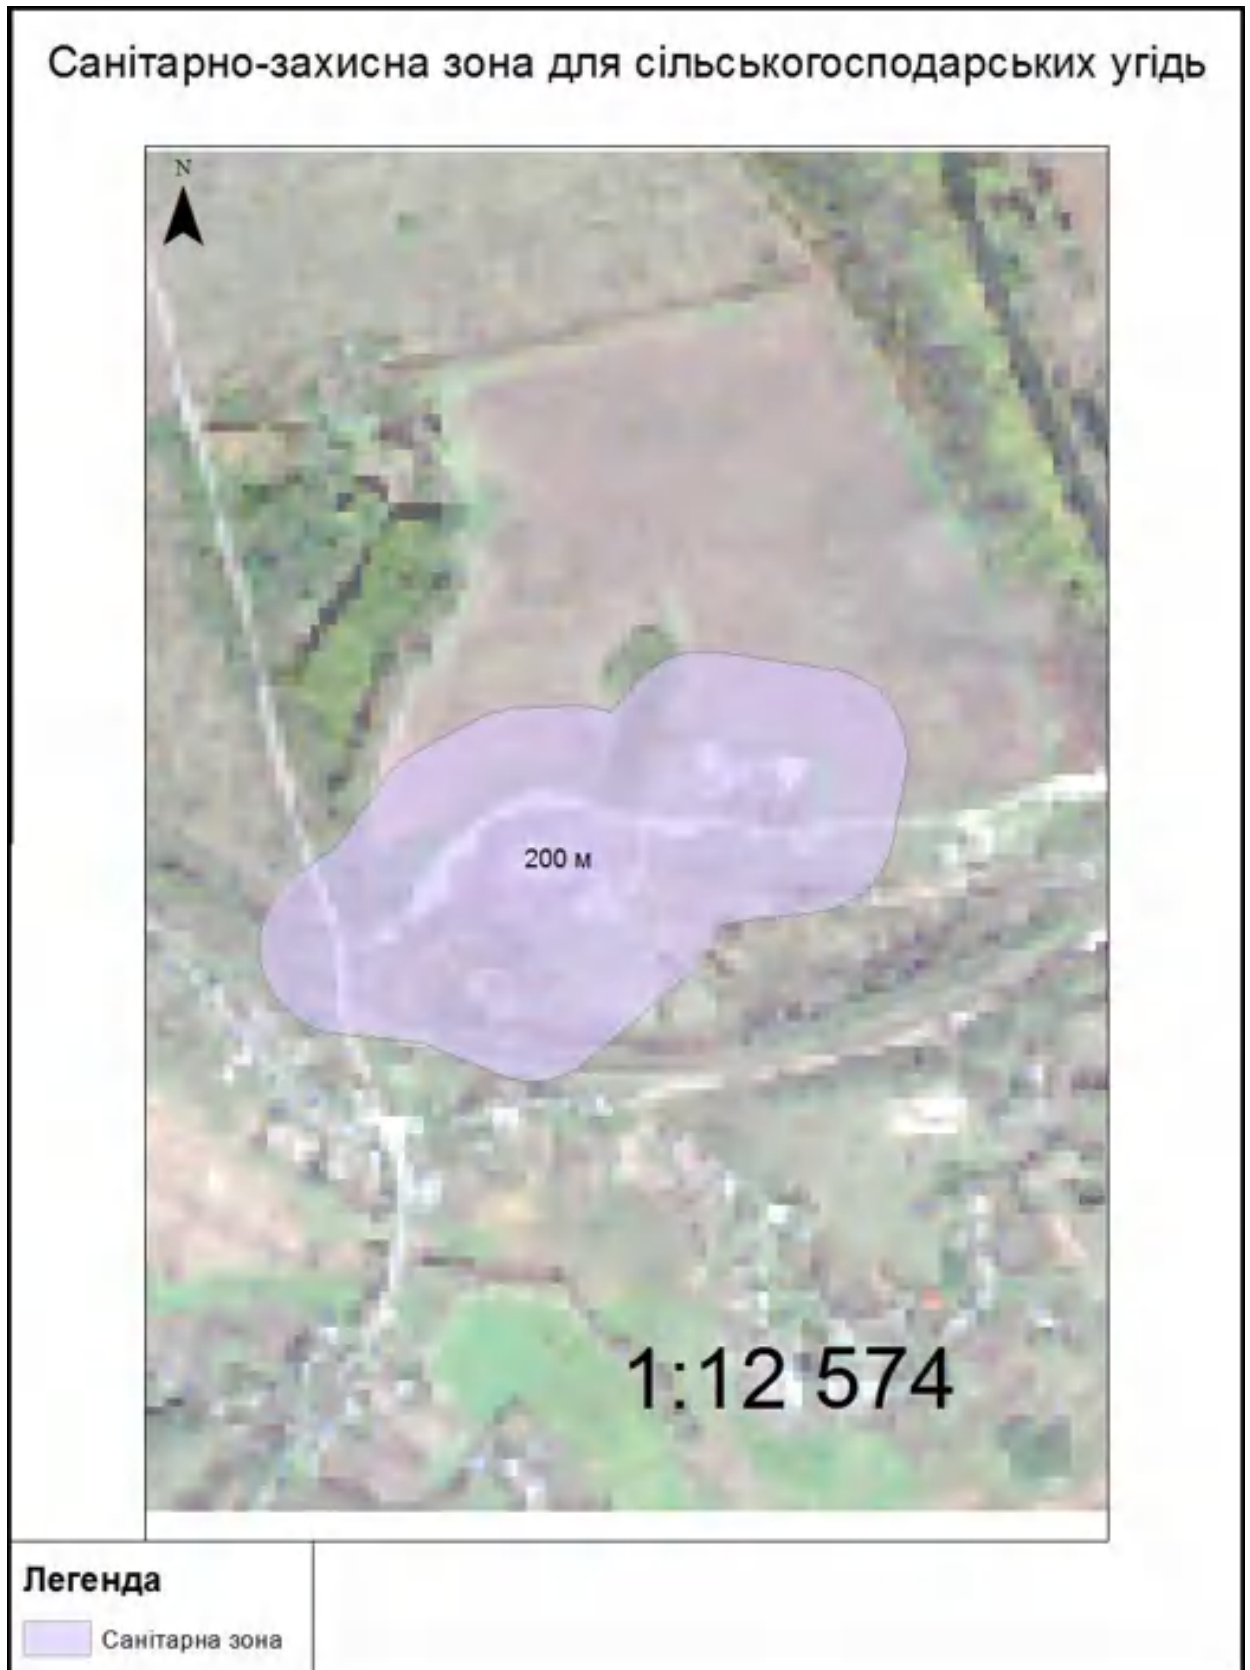 Санітарно-захисна зона для сільськогосподарських угідь
N
200 м
1:12 574
Легенда
Санітарна зона